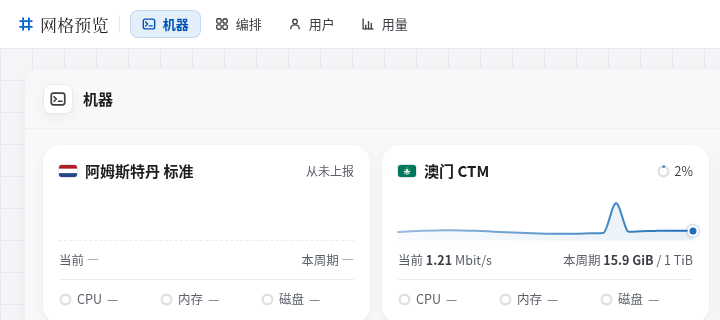 网格预览 机器 编排 用户 用量
机器
阿姆斯特丹 标准 从未上报
当前 — 本周期 —
CPU — 内存 — 磁盘 —
澳门 CTM 2%
当前 1.21 Mbit/s 本周期 15.9 GiB / 1 TiB
CPU — 内存 — 磁盘 —